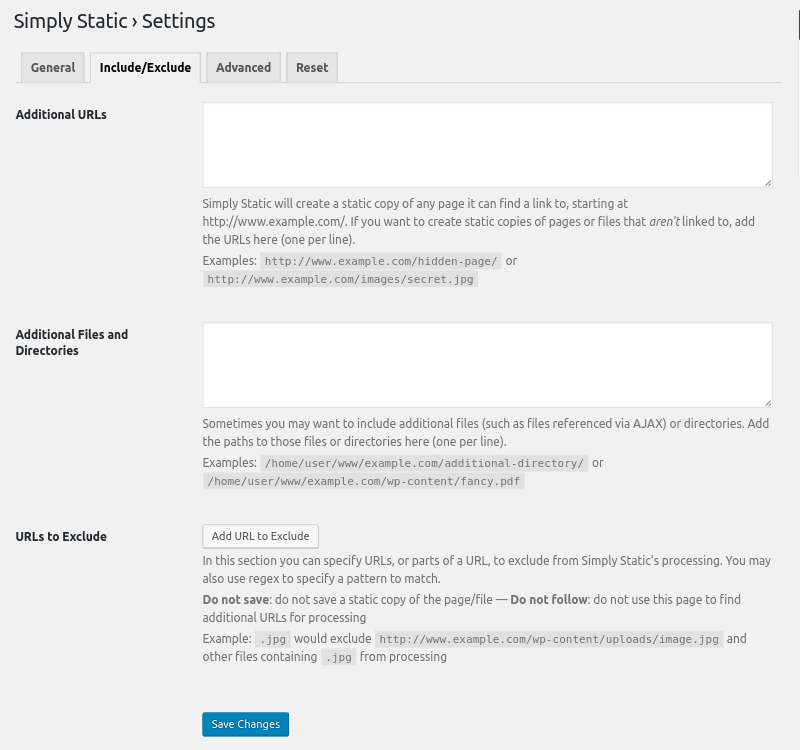 Simply Static › Settings
General Include/Exclude Advanced Reset
Additional URLs
Simply Static will create a static copy of any page it can find a link to, starting at
http://www.example.com/. If you want to create static copies of pages or files that aren't linked to, add
the URLs here (one per line).
Examples: http://www.example.com/hidden-page/ or
http://www.example.com/images/secret.jpg
Additional Files and
Directories
Sometimes you may want to include additional files (such as files referenced via AJAX) or directories. Add
the paths to those files or directories here (one per line).
Examples: /home/user/www/example.com/additional-directory/ or
/home/user/www/example.com/wp-content/fancy.pdf
URLs to Exclude
Add URL to Exclude
In this section you can specify URLs, or parts of a URL, to exclude from Simply Static's processing. You may
also use regex to specify a pattern to match.
Do not save: do not save a static copy of the page/file — Do not follow: do not use this page to find
additional URLs for processing
Example: .jpg would exclude http://www.example.com/wp-content/uploads/image.jpg and
other files containing .jpg from processing
Save Changes